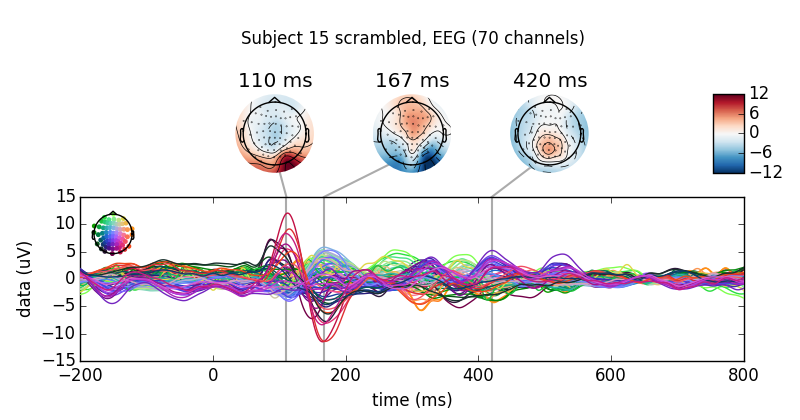 Subject 15 scrambled, EEG (70 channels)
110 ms 167 ms 420 ms
12
6
0
−6
−12
15
10
5
0
−5
−10
−15
data (uV)
−200 0 200 400 600 800
time (ms)